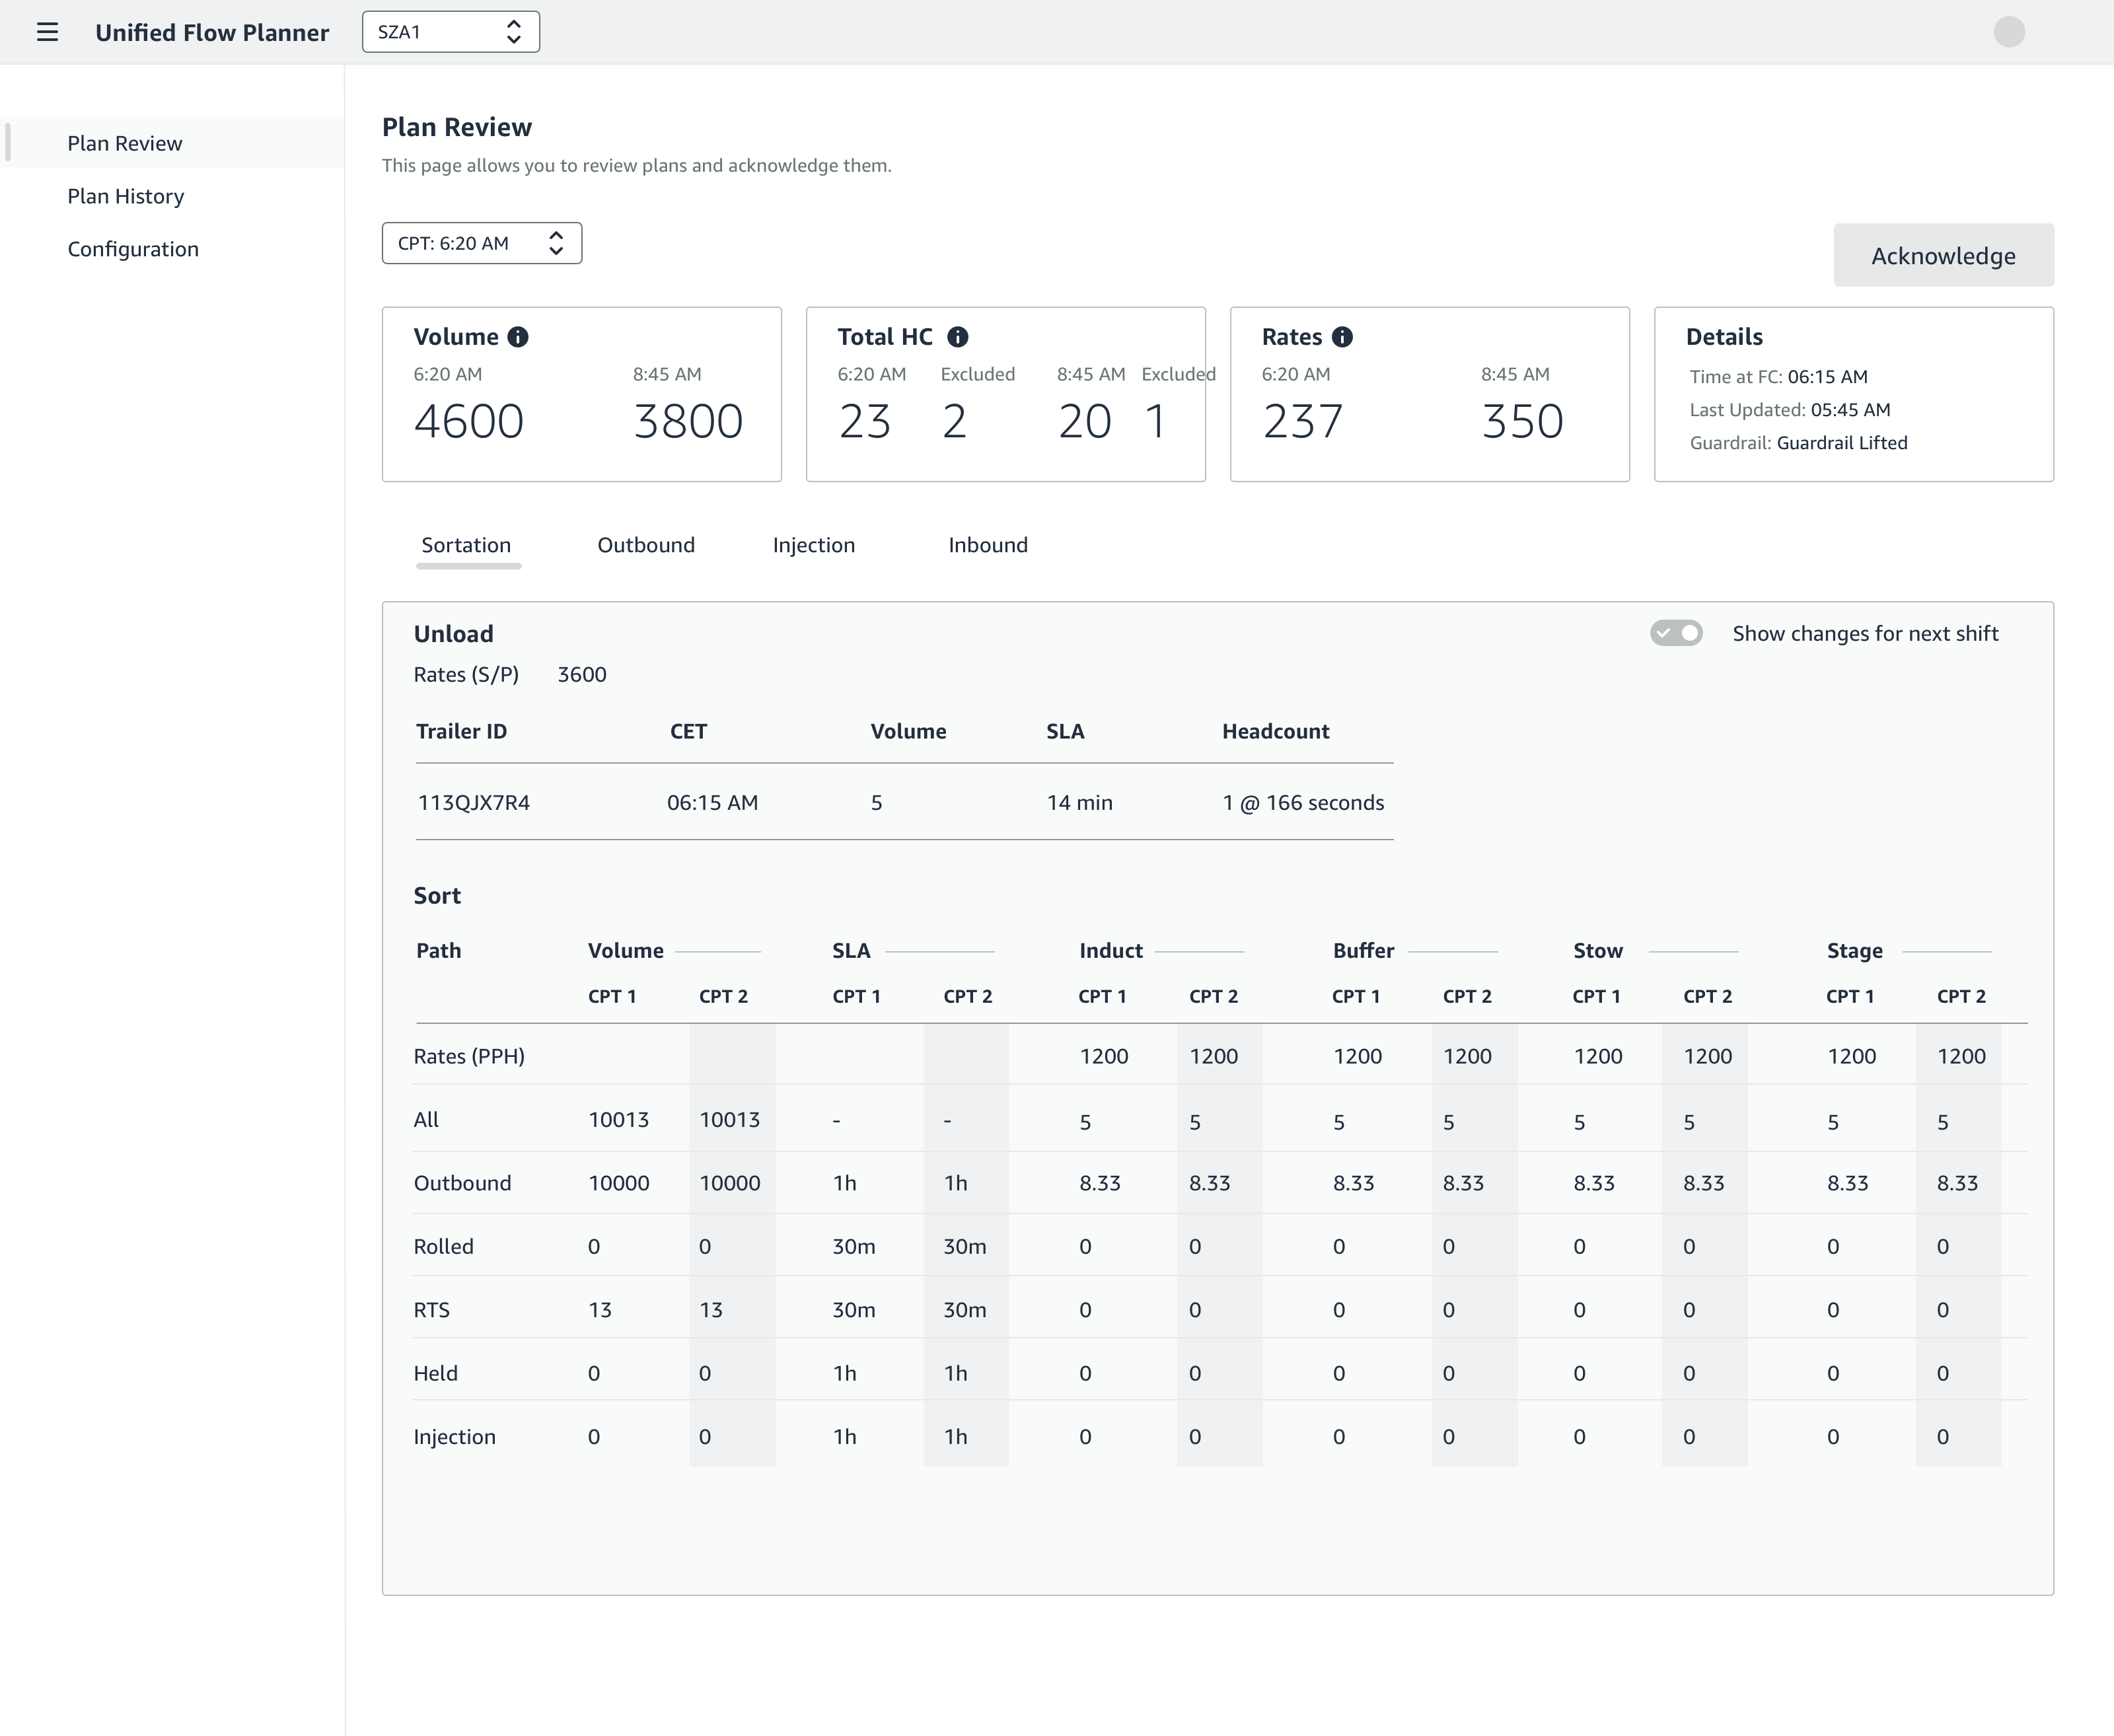 Unified Flow Planner SZA1
Plan Review
Plan History
Configuration
Plan Review
This page allows you to review plans and acknowledge them.
CPT: 6:20 AM
Acknowledge
Volume
6:20 AM 8:45 AM
4600 3800
Total HC
6:20 AM Excluded 8:45 AM Excluded
23 2 20 1
Rates
6:20 AM 8:45 AM
237 350
Details
Time at FC: 06:15 AM
Last Updated: 05:45 AM
Guardrail: Guardrail Lifted
Sortation Outbound Injection Inbound
Unload Show changes for next shift
Rates (S/P) 3600
Trailer ID CET Volume SLA Headcount
113QJX7R4 06:15 AM 5 14 min 1 @ 166 seconds
Sort
Path Volume SLA Induct Buffer Stow Stage
CPT 1 CPT 2 CPT 1 CPT 2 CPT 1 CPT 2 CPT 1 CPT 2 CPT 1 CPT 2 CPT 1 CPT 2
Rates (PPH) 1200 1200 1200 1200 1200 1200 1200 1200
All 10013 10013 - - 5 5 5 5 5 5 5 5
Outbound 10000 10000 1h 1h 8.33 8.33 8.33 8.33 8.33 8.33 8.33 8.33
Rolled 0 0 30m 30m 0 0 0 0 0 0 0 0
RTS 13 13 30m 30m 0 0 0 0 0 0 0 0
Held 0 0 1h 1h 0 0 0 0 0 0 0 0
Injection 0 0 1h 1h 0 0 0 0 0 0 0 0